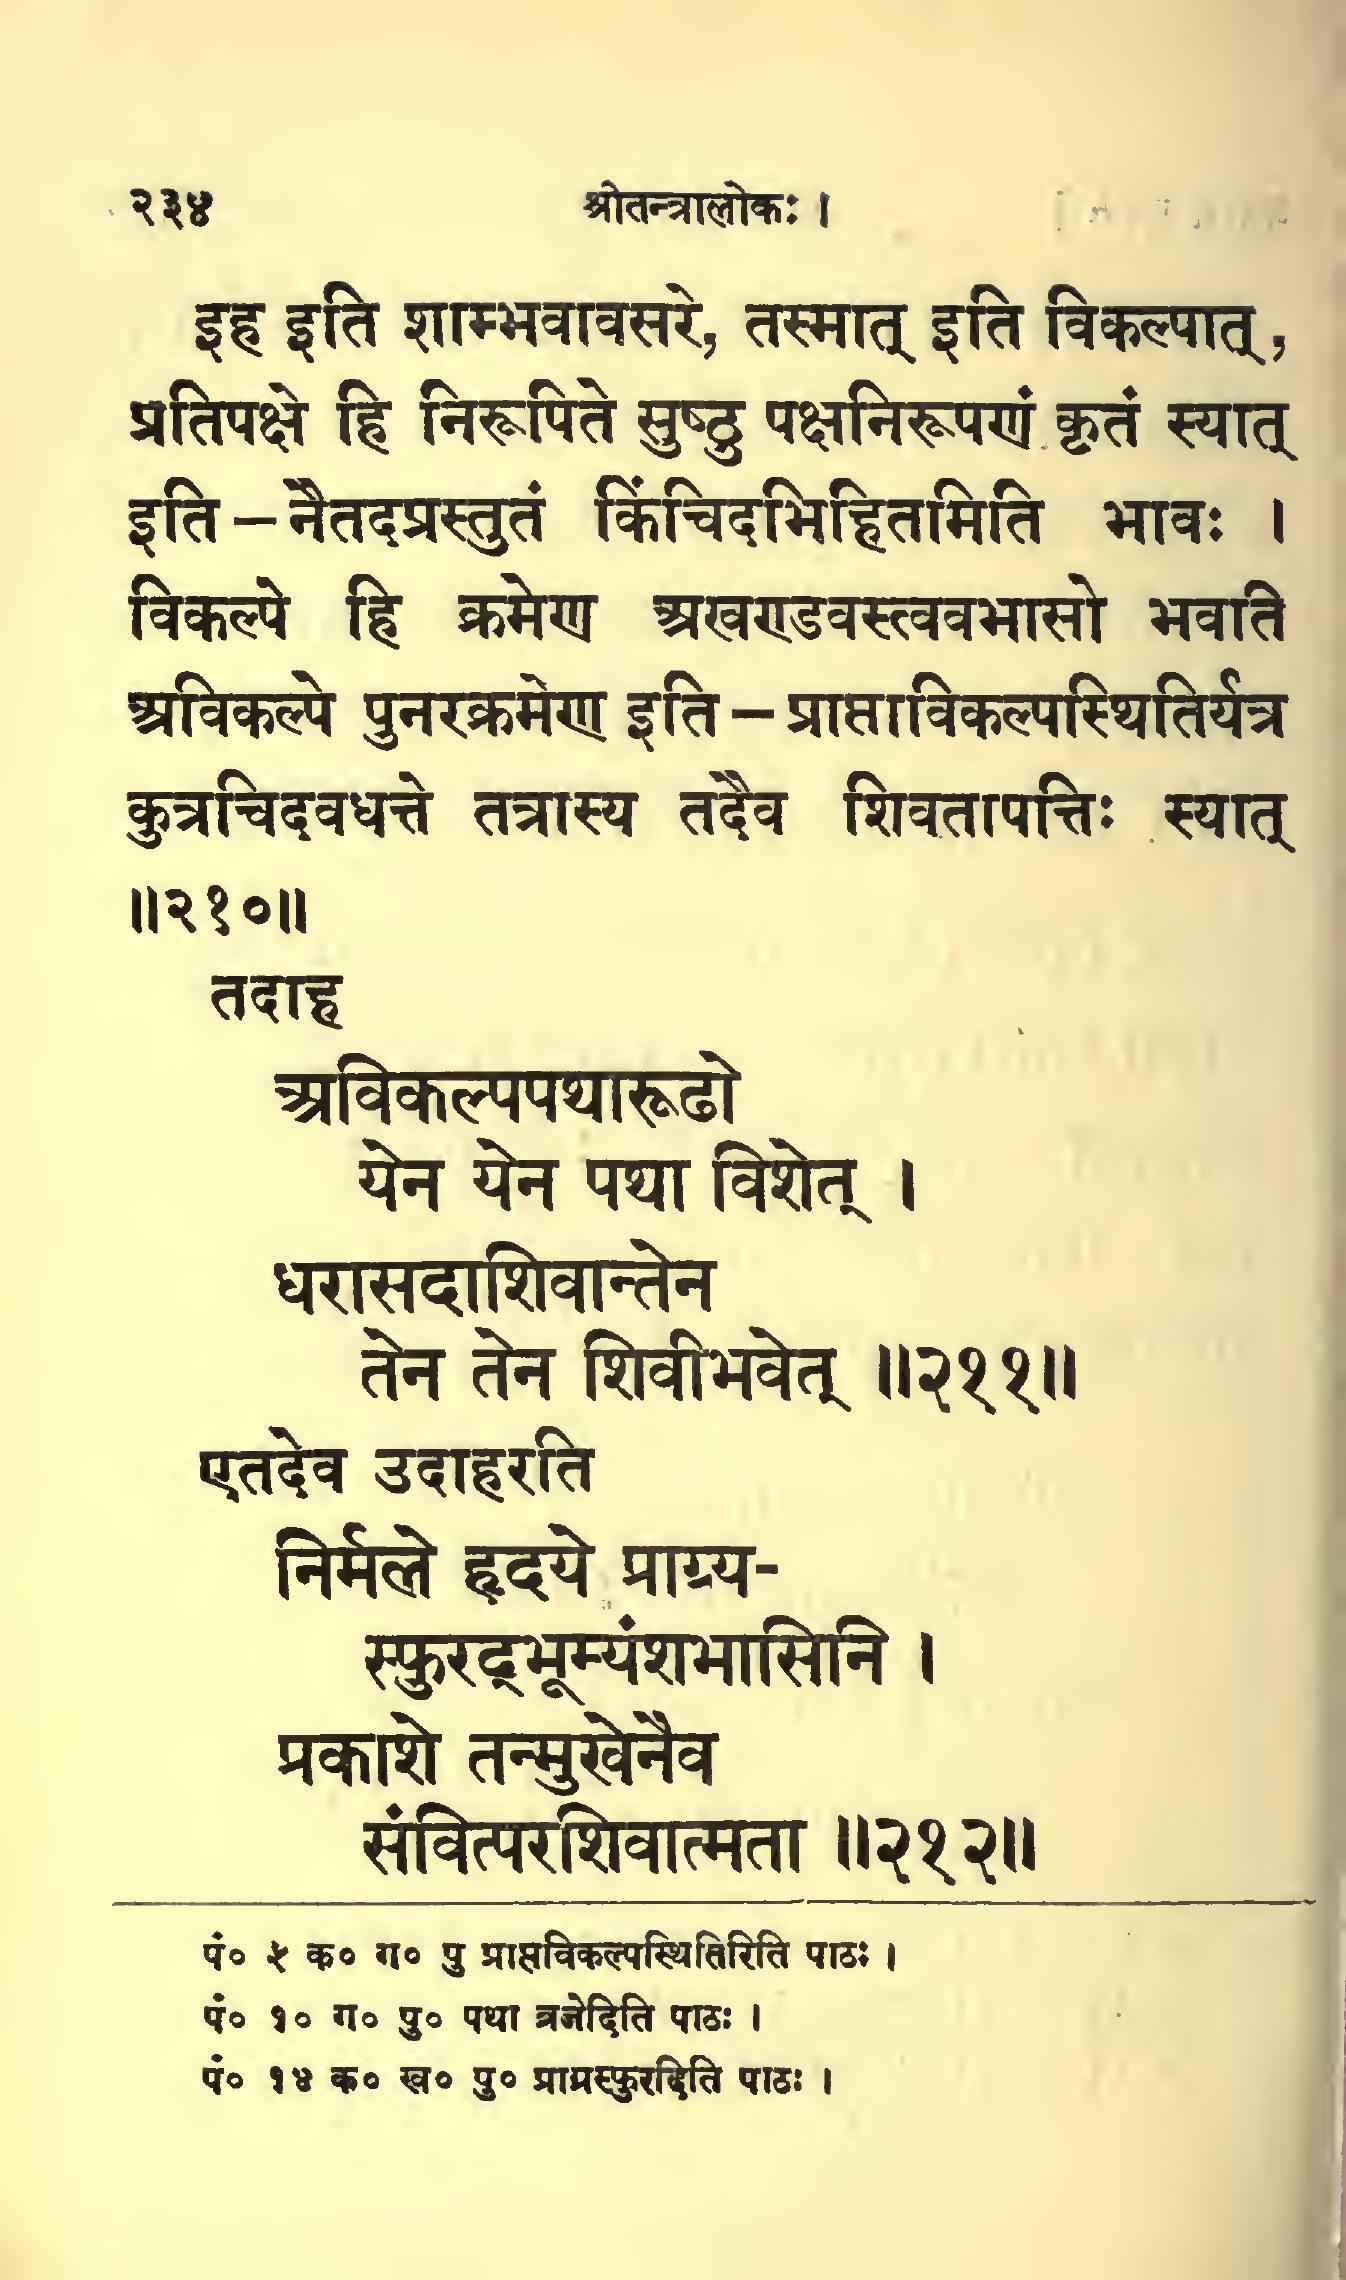 २३४ श्रीतन्त्रालोकः ।
इह इति शाम्भवावसरे, तस्मात् इति विकल्पात्,
प्रतिपक्षे हि निरूपिते सुष्ठु पक्षनिरूपणं कृतं स्यात्
इति – नैतदप्रस्तुतं किंचिदभिहितमिति भावः ।
विकल्पे हि क्रमेण अखण्डवस्त्ववभासो भवति
अविकल्पे पुनरक्रमेण इति – प्राप्ताविकल्पस्थितिर्यत्र
कुत्रचिदवधत्ते तत्रास्य तदैव शिवतापत्तिः स्यात्
॥२१०॥
तदाह
अविकल्पपथारूढो
येन येन पथा विशेत् ।
धरासदाशिवान्तेन
तेन तेन शिवीभवेत् ॥२११॥
एतदेव उदाहरति
निर्मले हृदये प्राग्र्य-
स्फुरद्भूम्यंशभासिनि ।
प्रकाशे तन्मुखेनैव
संवित्परशिवात्मता ॥२१२॥
पं० ५ क० ग० पु प्राप्तविकल्पस्थितिरिति पाठः ।
पं० १० ग० पु० पथा व्रजेदिति पाठः ।
पं० १४ क० ख० पु० प्राग्रस्फुरदिति पाठः ।